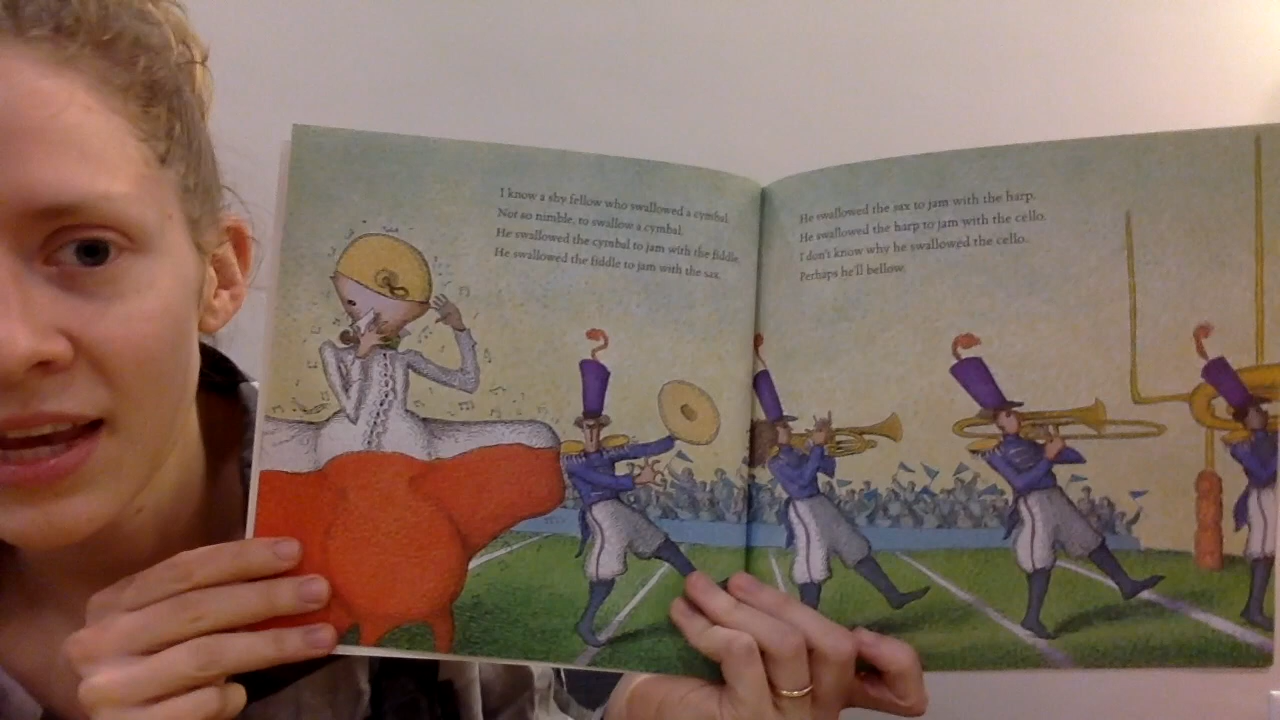 I know a shy fellow who swallowed a cymbal.
Not so nimble, to swallow a cymbal.
He swallowed the cymbal to jam with the fiddle.
He swallowed the fiddle to jam with the sax.
He swallowed the sax to jam with the harp.
He swallowed the harp to jam with the cello.
I don't know why he swallowed the cello.
Perhaps he'll bellow.